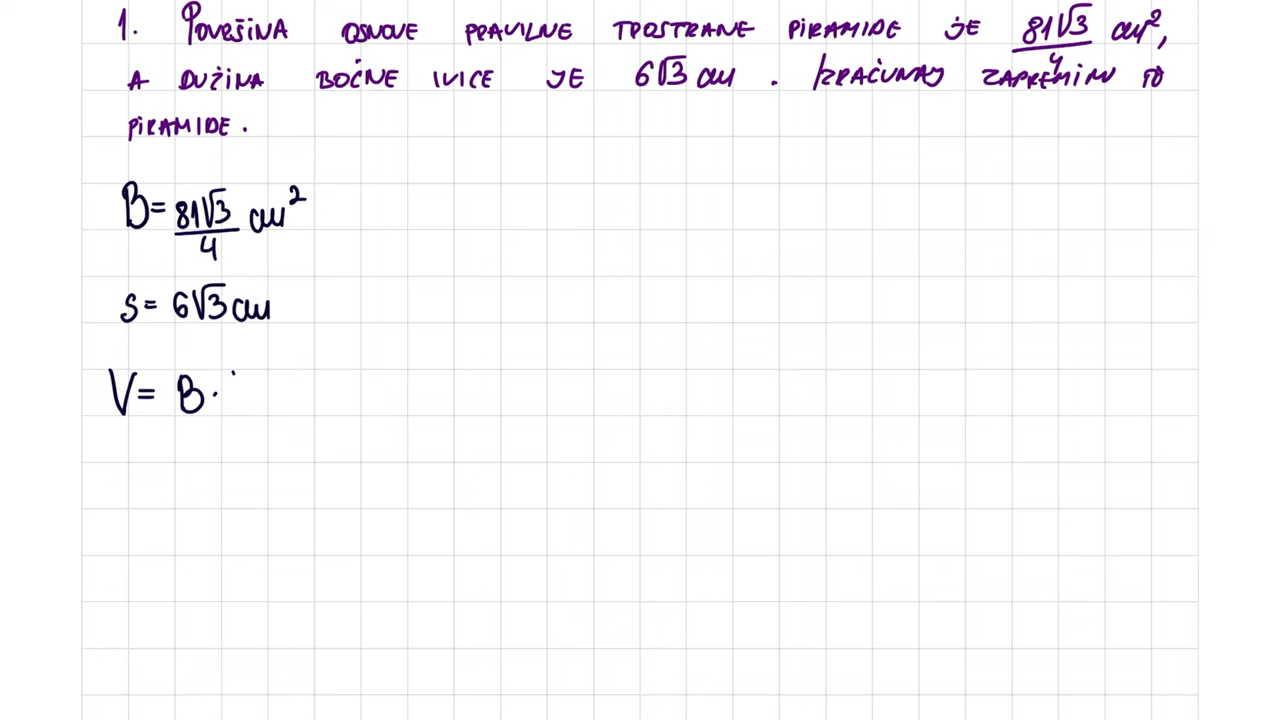 1. Površina osnove pravilne trostrane piramide je 81√3/4 cm²,
a dužina bočne ivice je 6√3 cm. Izračunaj zapreminu te
piramide.
B = 81√3/4 cm²
s = 6√3 cm
V = B ·